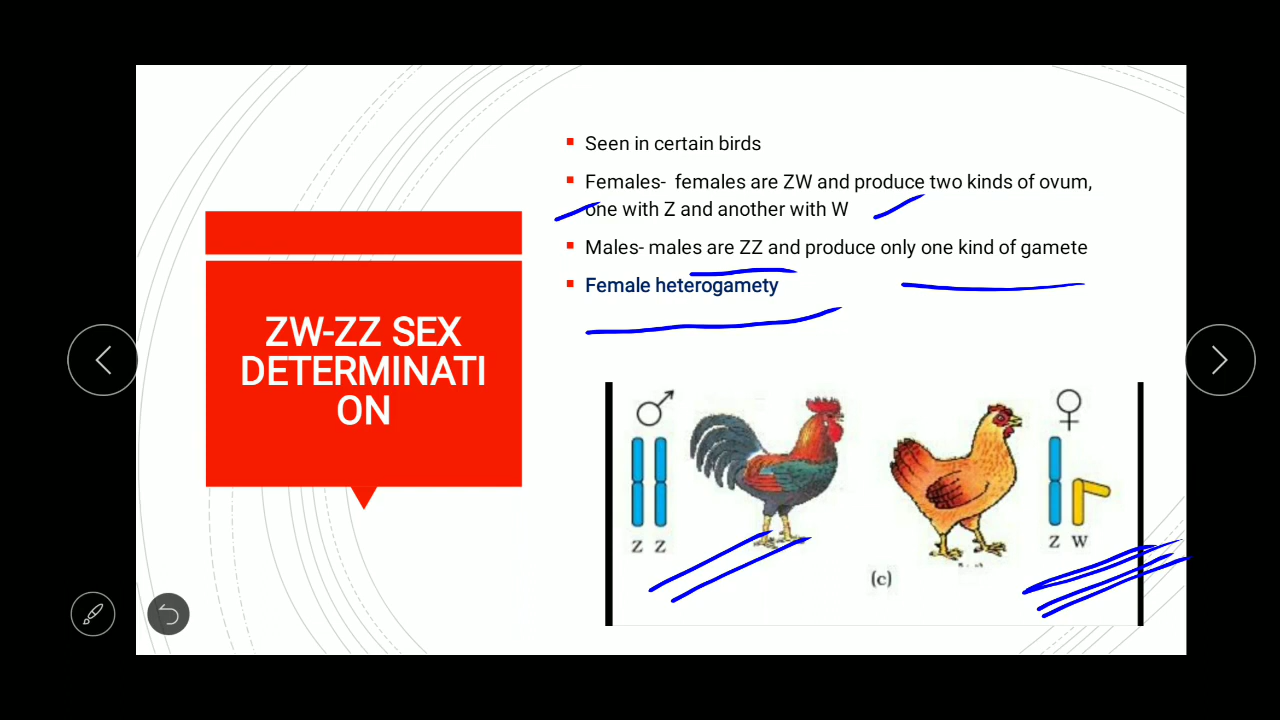 ZW-ZZ SEX
DETERMINATI
ON
Seen in certain birds
Females- females are ZW and produce two kinds of ovum,
one with Z and another with W
Males- males are ZZ and produce only one kind of gamete
Female heterogamety
♂
♀
Z Z
Z W
(c)